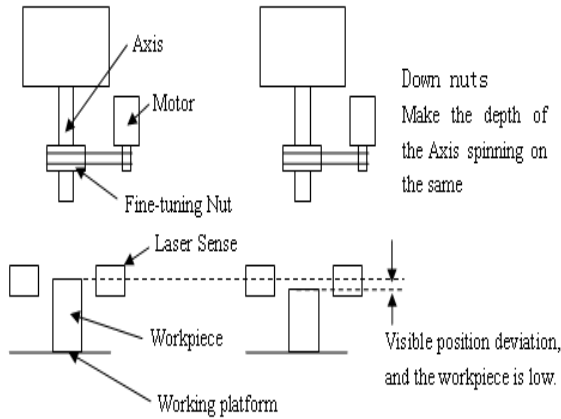 Axis
Motor
Fine-tuning Nut
Down nuts
Make the depth of
the Axis spinning on
the same
Laser Sense
Workpiece
Working platform
Visible position deviation,
and the workpiece is low.